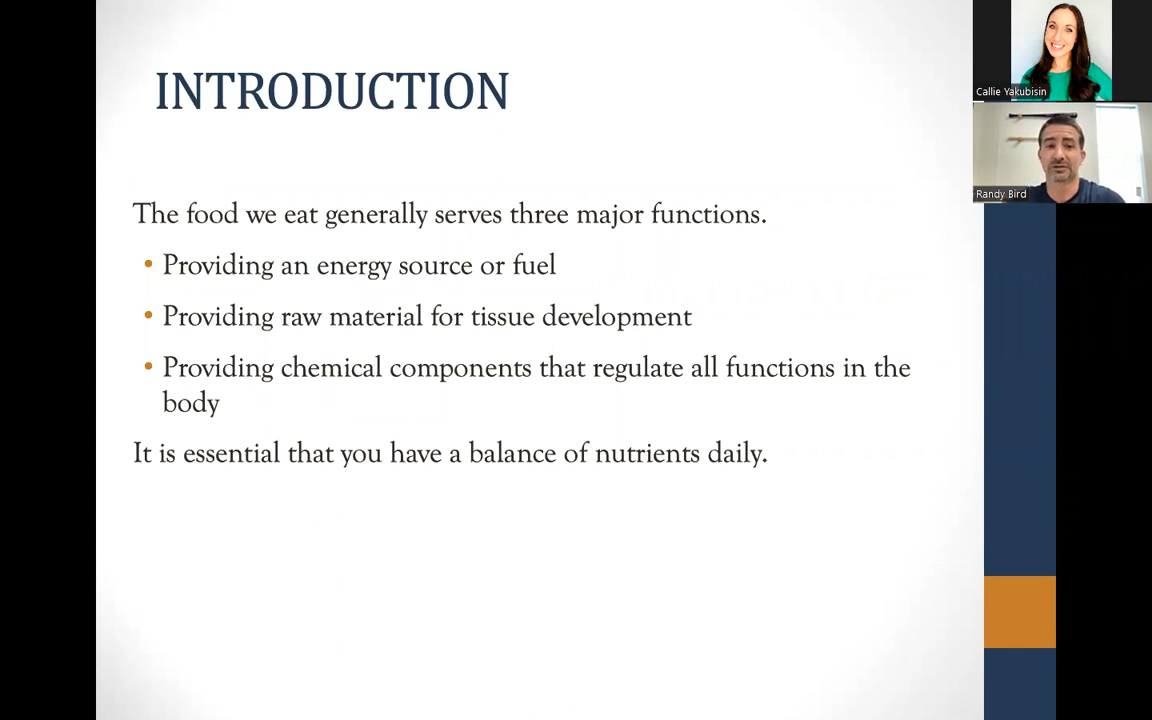 INTRODUCTION
The food we eat generally serves three major functions.
• Providing an energy source or fuel
• Providing raw material for tissue development
• Providing chemical components that regulate all functions in the
body
It is essential that you have a balance of nutrients daily.
Callie Yakubisin
Randy Bird